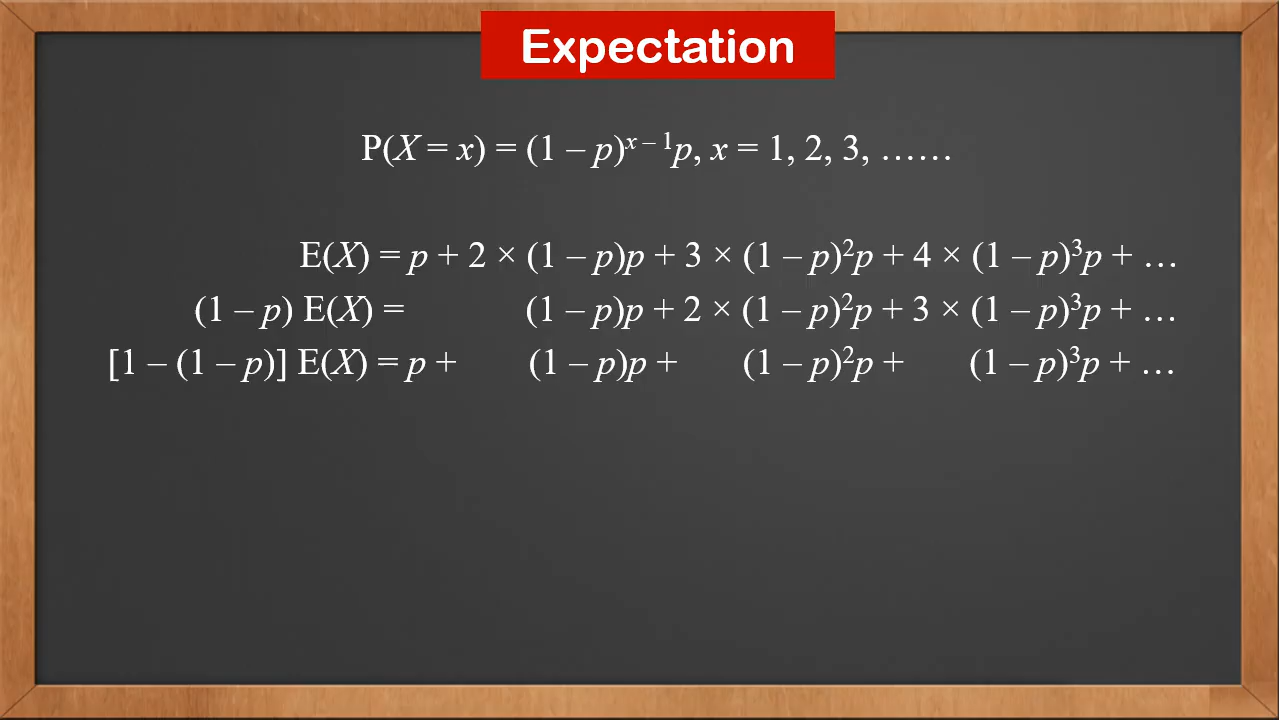 Expectation
P(X = x) = (1 – p)^{x – 1}p, x = 1, 2, 3, ……
E(X) = p + 2 × (1 – p)p + 3 × (1 – p)²p + 4 × (1 – p)³p + …
(1 – p) E(X) = (1 – p)p + 2 × (1 – p)²p + 3 × (1 – p)³p + …
[1 – (1 – p)] E(X) = p + (1 – p)p + (1 – p)²p + (1 – p)³p + …